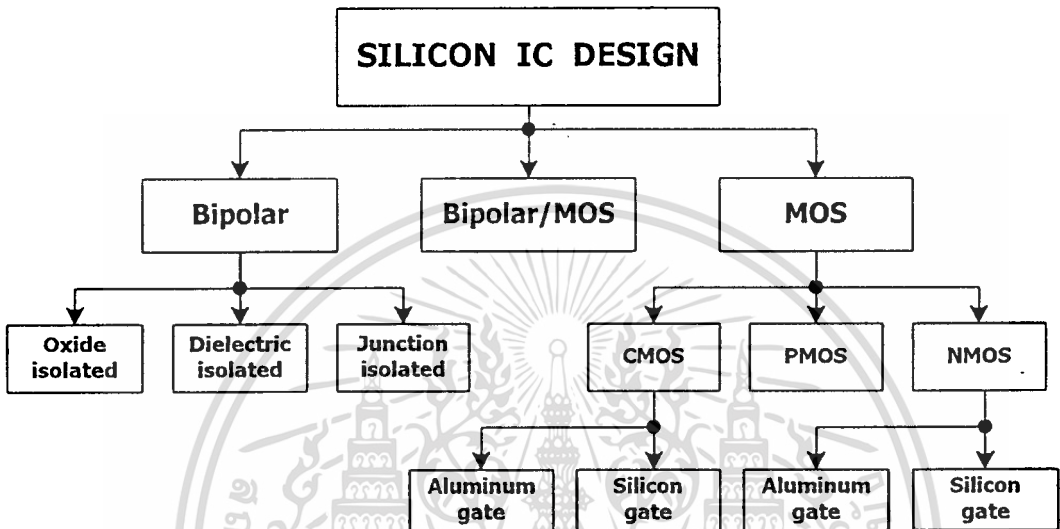 SILICON IC DESIGN
Bipolar
Bipolar/MOS
MOS
Oxide
isolated
Dielectric
isolated
Junction
isolated
CMOS
PMOS
NMOS
Aluminum
gate
Silicon
gate
Aluminum
gate
Silicon
gate